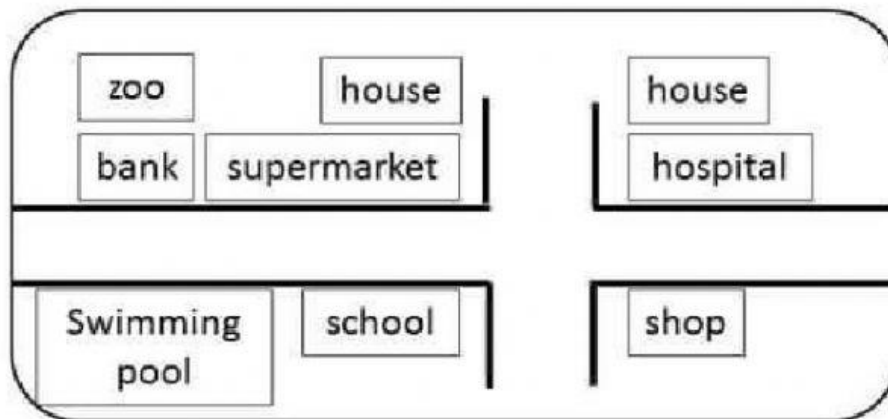 zoo
house
house
bank
supermarket
hospital
Swimming
pool
school
shop